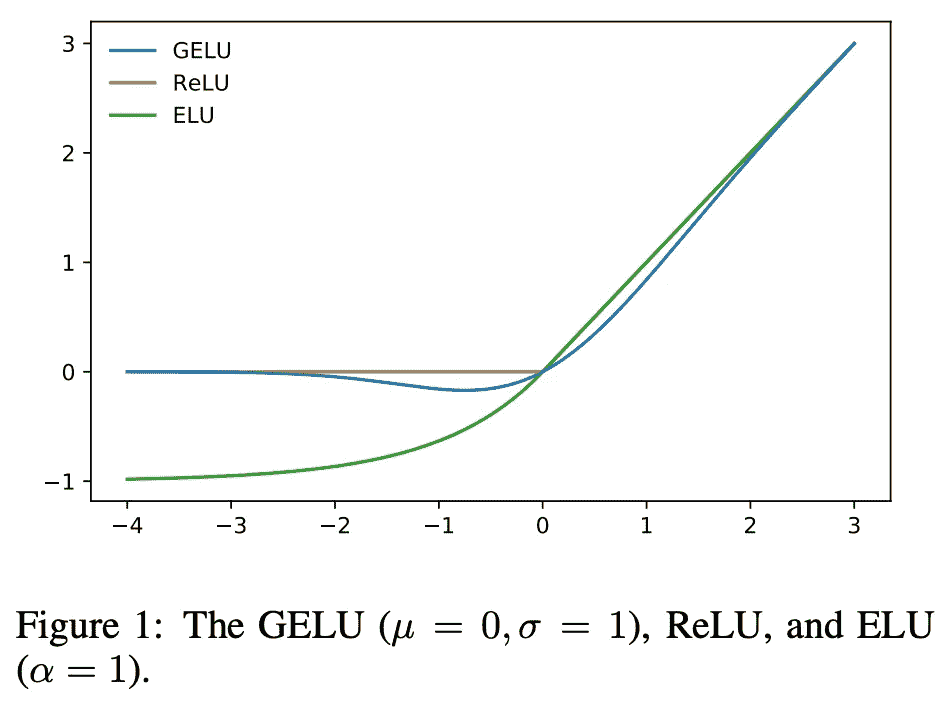 3
2
1
0
−1
GELU
ReLU
ELU
−4 −3 −2 −1 0 1 2 3
Figure 1: The GELU (μ = 0, σ = 1), ReLU, and ELU
(α = 1).